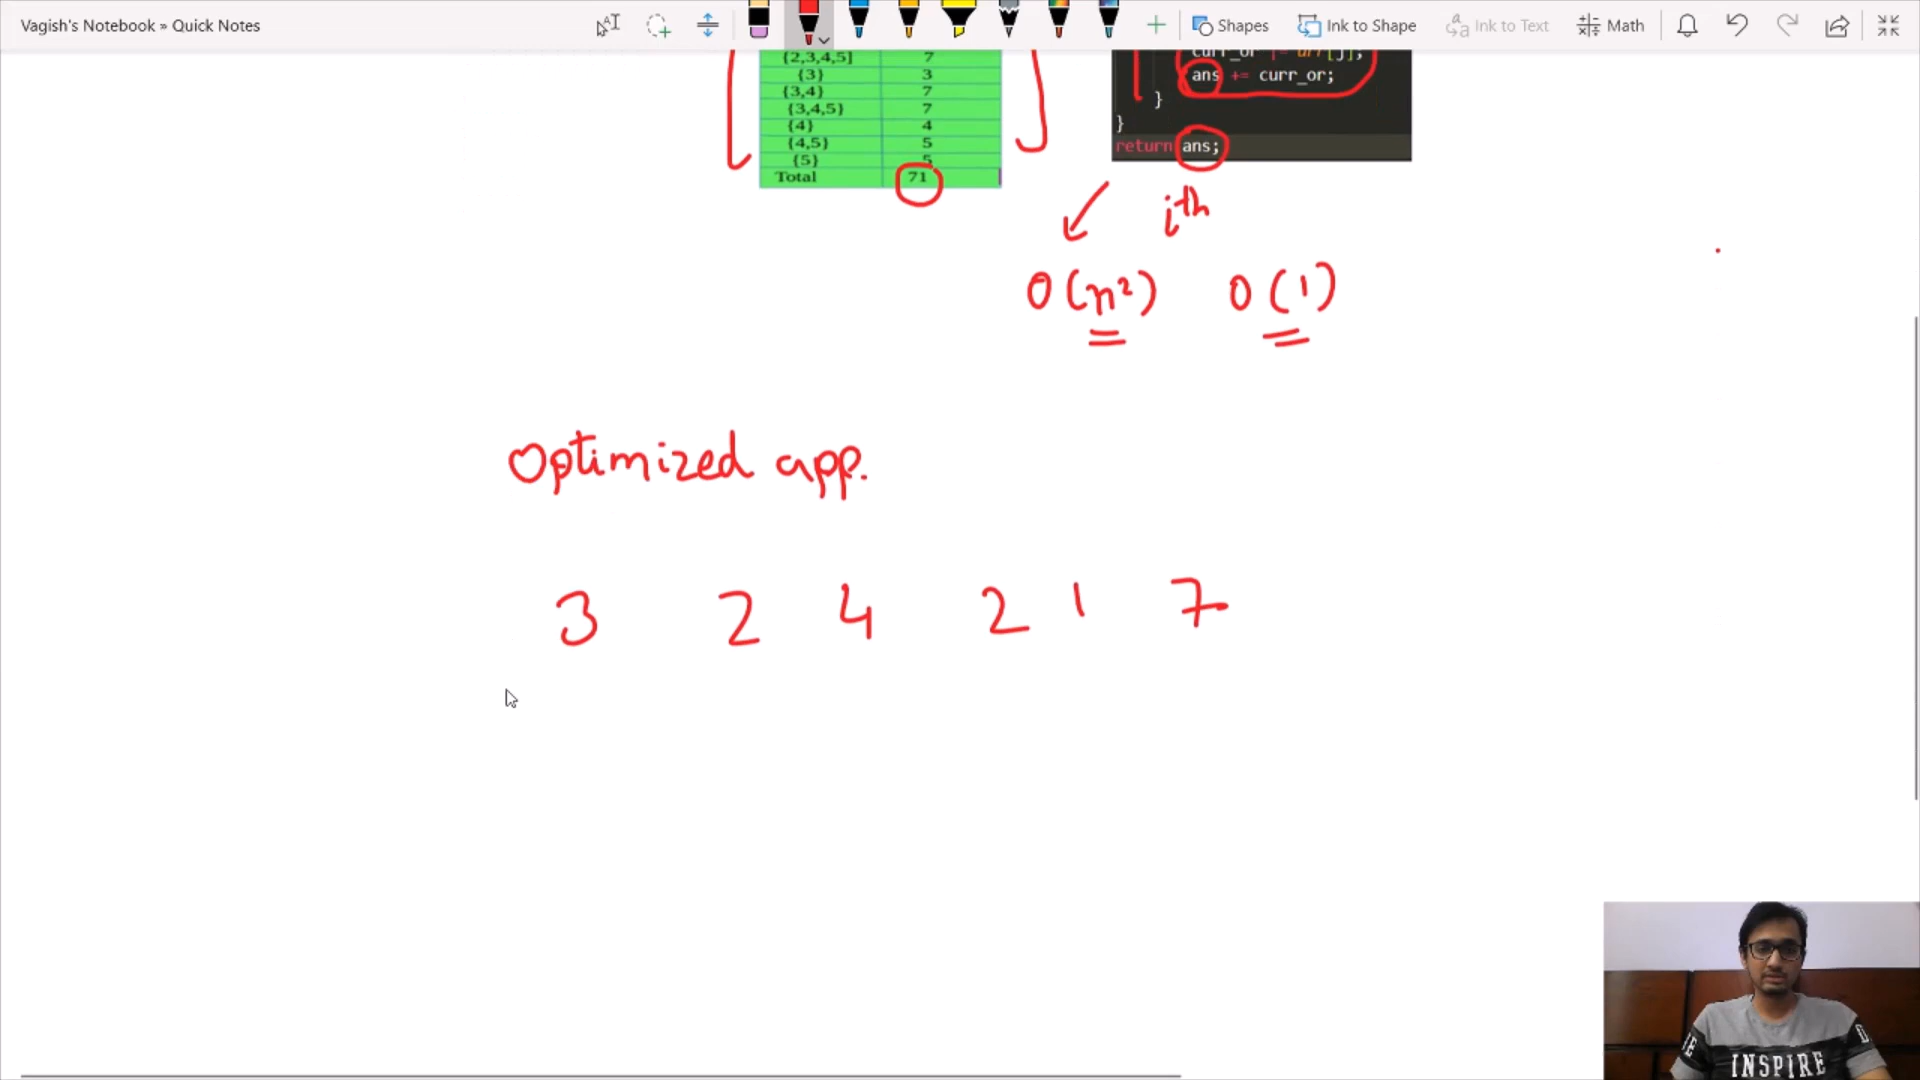 Vagish's Notebook » Quick Notes
Shapes
Ink to Shape
Ink to Text
Math
{2,3,4,5] 7
{3} 3
{3,4} 7
{3,4,5} 7
{4} 4
{4,5} 5
{5} 5
Total 71
curr_or |= arr[j];
ans += curr_or;
}
}
return ans;
ith
O(n²) O(1)
Optimized app.
3 2 4 2 1 7
INSPIRE